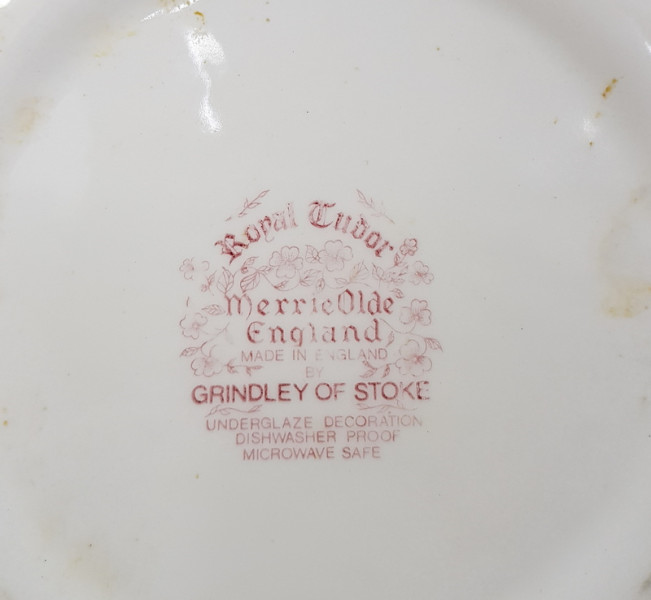 Royal Tudor
Merrie Olde
England
MADE IN ENGLAND
BY
GRINDLEY OF STOKE
UNDERGLAZE DECORATION
DISHWASHER PROOF
MICROWAVE SAFE